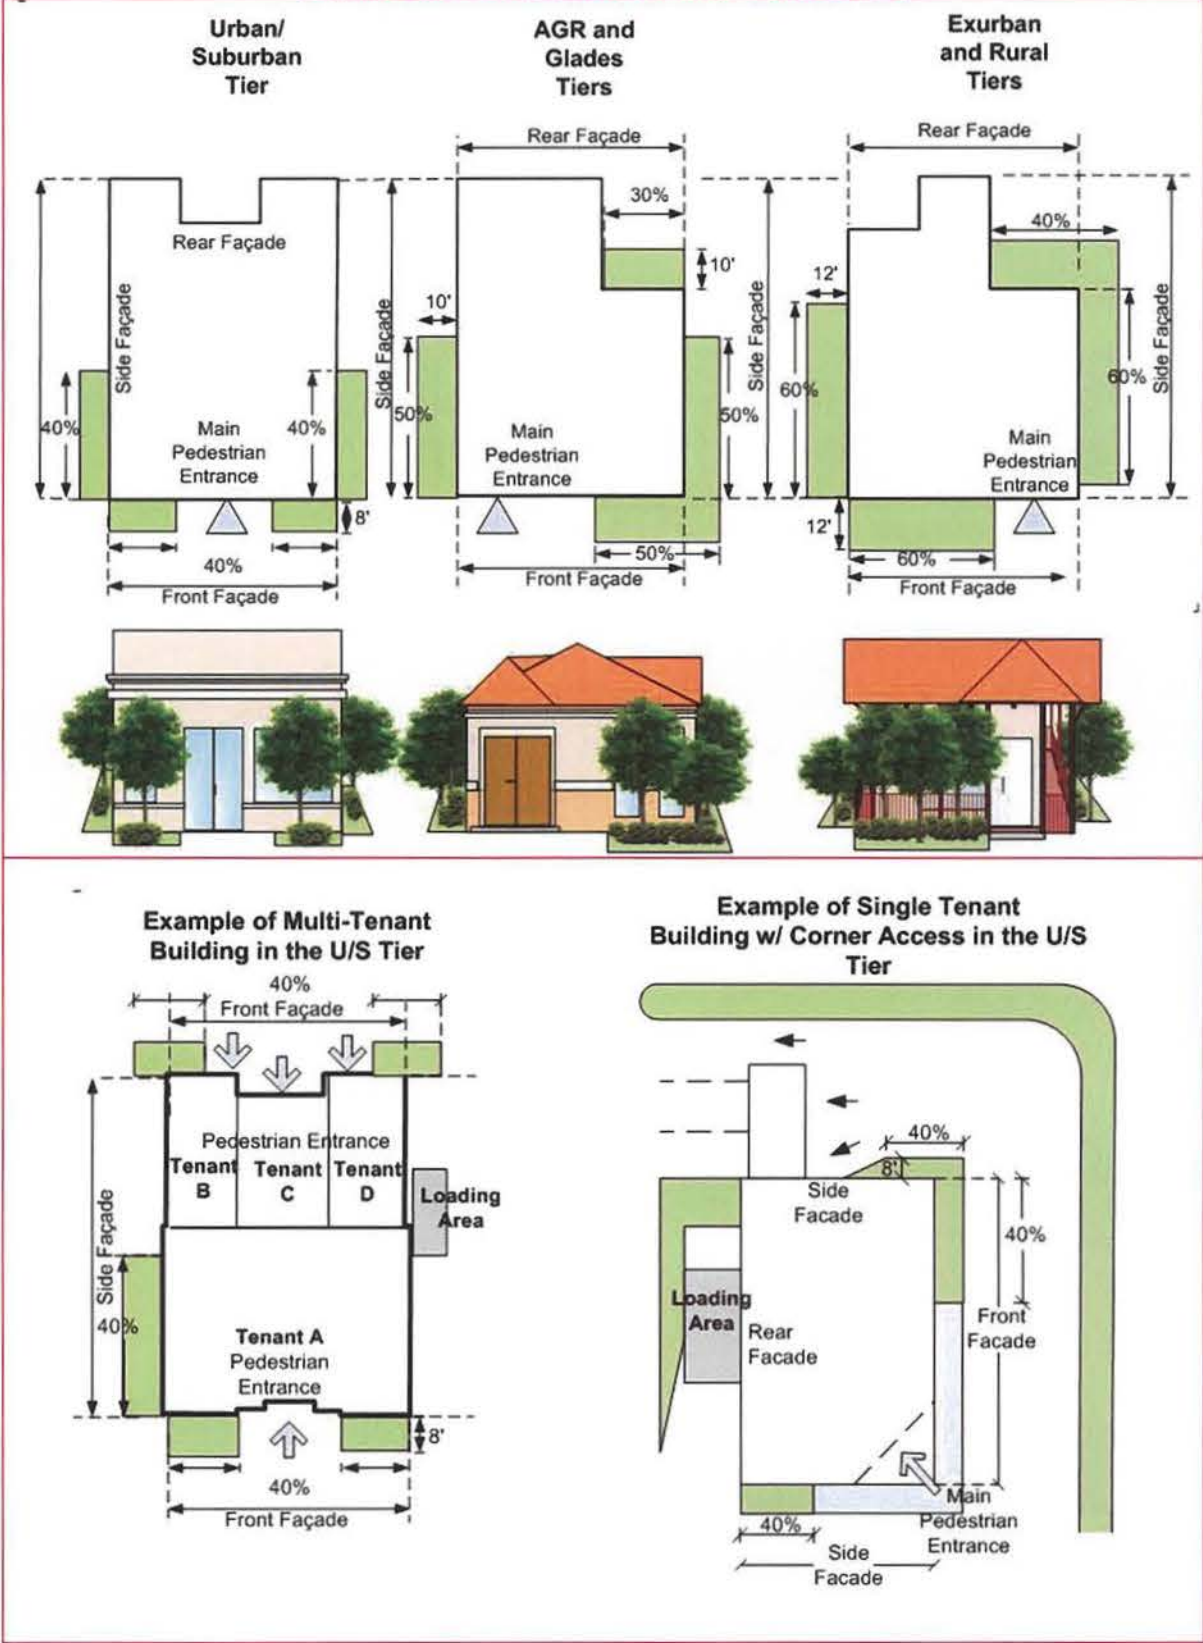 Urban/
Suburban
Tier
AGR and
Glades
Tiers
Exurban
and Rural
Tiers
Rear Façade
Side Façade
40%
40%
Main
Pedestrian
Entrance
8'
40%
Front Façade
Rear Façade
30%
10'
10'
Side Façade
50%
50%
Side Façade
Main
Pedestrian
Entrance
50%
Front Façade
Rear Façade
40%
12'
60%
60%
Side Façade
Main
Pedestrian
Entrance
12'
60%
Front Façade
Example of Multi-Tenant
Building in the U/S Tier
40%
Front Façade
Pedestrian Entrance
Tenant
B
Tenant
C
Tenant
D
Loading
Area
Side Façade
40%
Tenant A
Pedestrian
Entrance
8'
40%
Front Façade
Example of Single Tenant
Building w/ Corner Access in the U/S
Tier
40%
8'
Side
Facade
40%
Loading
Area
Rear
Facade
Front
Facade
Main
Pedestrian
Entrance
40%
Side
Facade